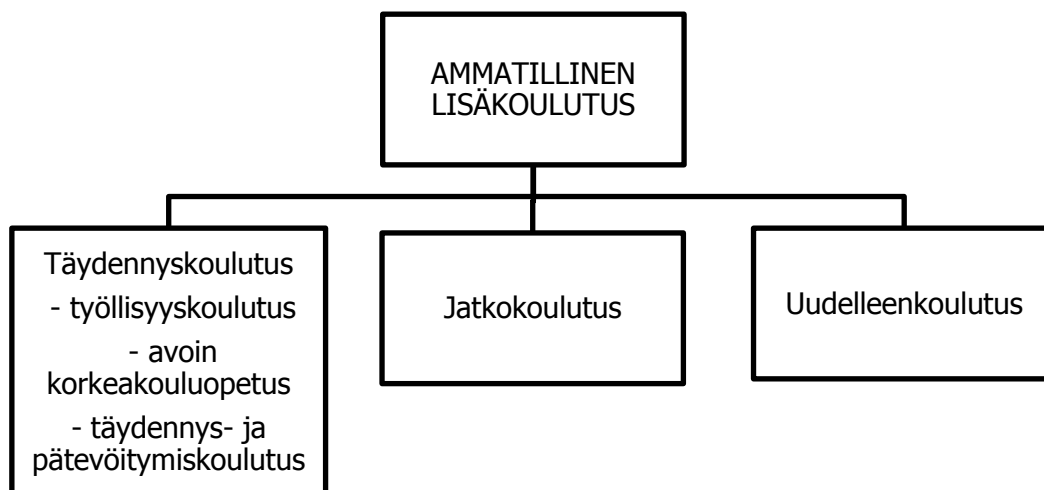 AMMATILLINEN
LISÄKOULUTUS
Täydennyskoulutus
- työllisyyskoulutus
- avoin
korkeakouluopetus
- täydennys- ja
pätevöitymiskoulutus
Jatkokoulutus
Uudelleenkoulutus